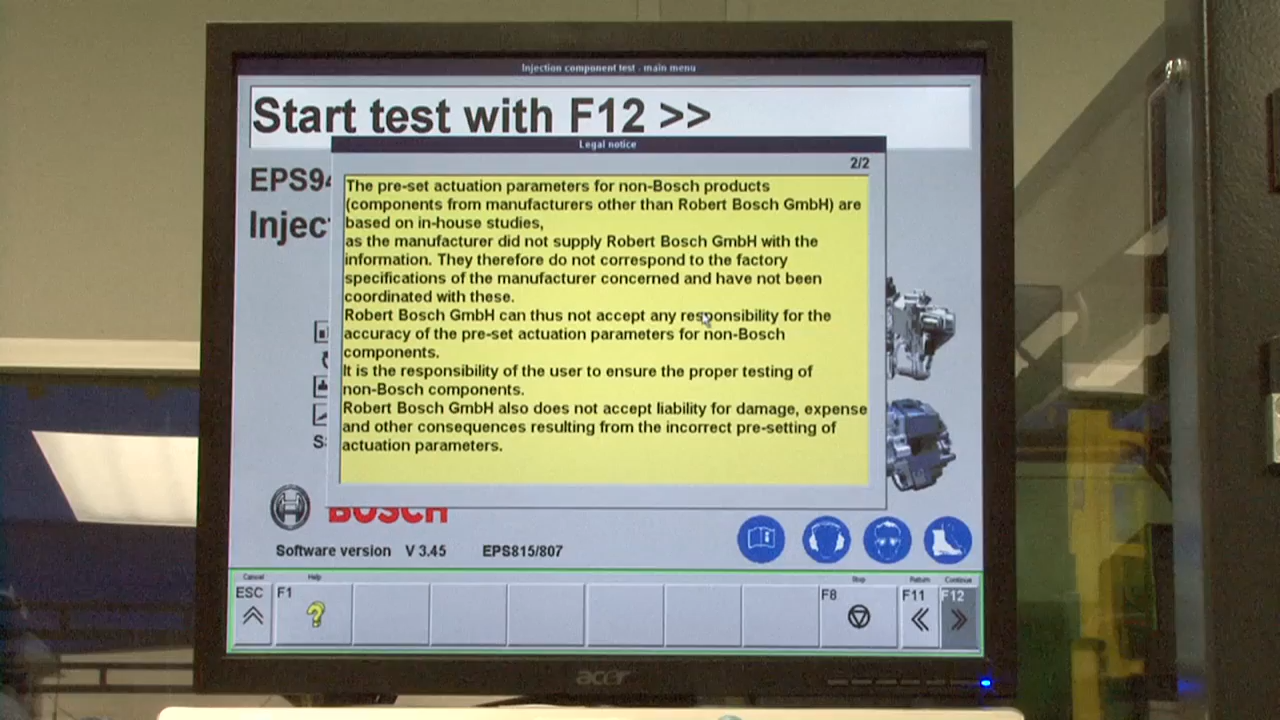 Injection component test - main menu
Start test with F12 >>
Legal notice
2/2
The pre-set actuation parameters for non-Bosch products
(components from manufacturers other than Robert Bosch GmbH) are
based on in-house studies,
as the manufacturer did not supply Robert Bosch GmbH with the
information. They therefore do not correspond to the factory
specifications of the manufacturer concerned and have not been
coordinated with these.
Robert Bosch GmbH can thus not accept any responsibility for the
accuracy of the pre-set actuation parameters for non-Bosch
components.
It is the responsibility of the user to ensure the proper testing of
non-Bosch components.
Robert Bosch GmbH also does not accept liability for damage, expense
and other consequences resulting from the incorrect pre-setting of
actuation parameters.
EPS94
Injec
BOSCH
Software version V 3.45 EPS815/807
Cancel Help Stop Return Continue
ESC F1 F8 F11 F12
acer